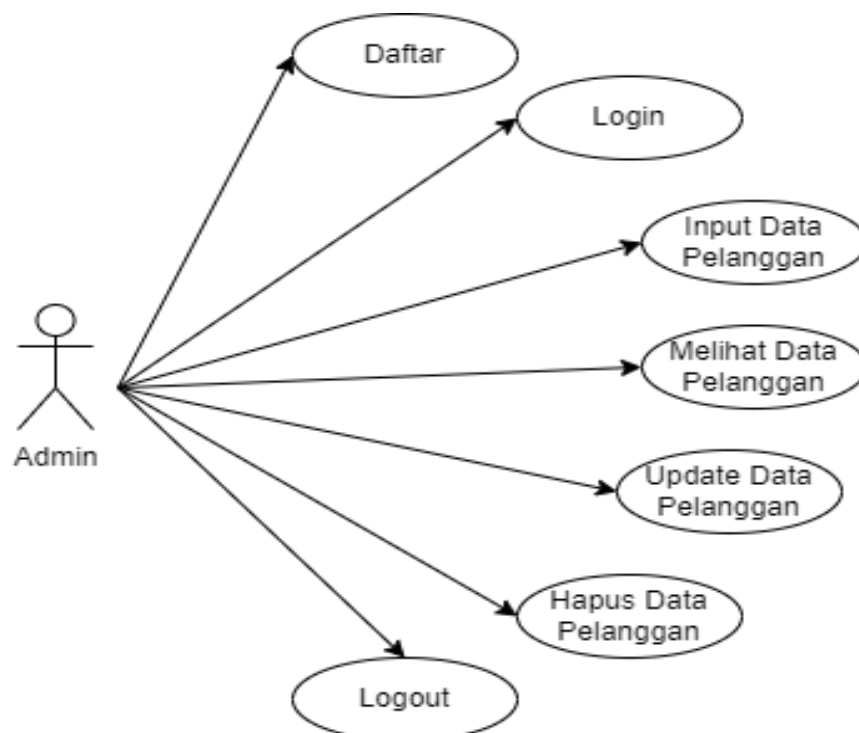 Daftar
Login
Input Data
Pelanggan
Melihat Data
Pelanggan
Admin
Update Data
Pelanggan
Hapus Data
Pelanggan
Logout